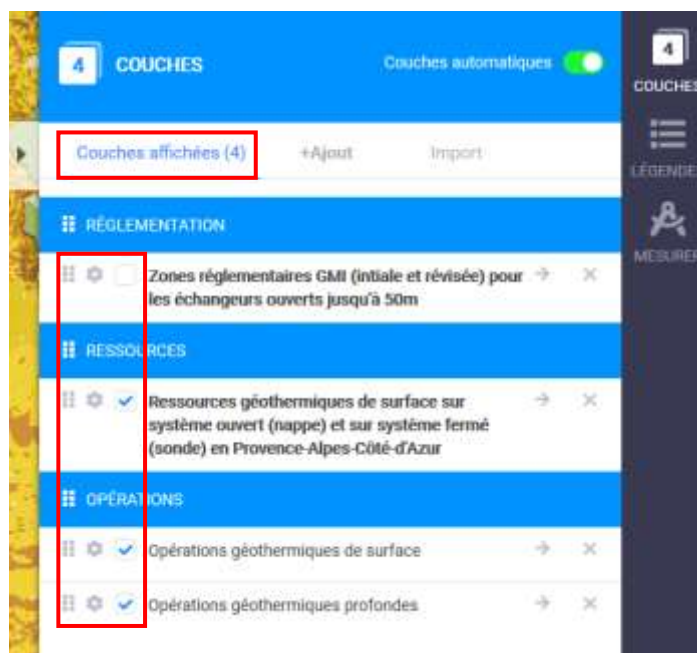 4 COUCHES Couches automatiques
Couches affichées (4) +Ajout Import
RÉGLEMENTATION
Zones réglementaires GMI (intiale et révisée) pour
les échangeurs ouverts jusqu'à 50m
RESSOURCES
Ressources géothermiques de surface sur
système ouvert (nappe) et sur système fermé
(sonde) en Provence-Alpes-Côté-d'Azur
OPÉRATIONS
Opérations géothermiques de surface
Opérations géothermiques profondes
4
COUCHES
LÉGENDE
MESURER